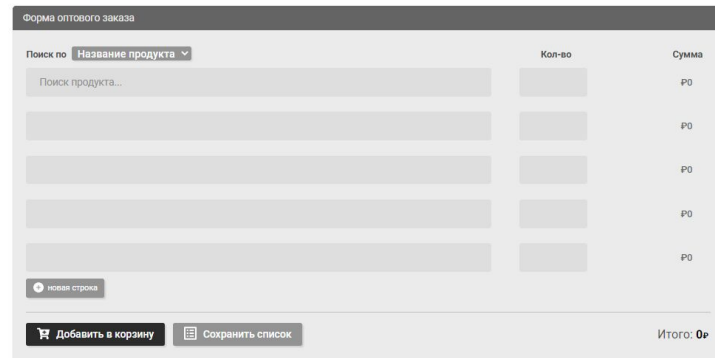 Форма оптового заказа
Поиск по Название продукта Кол-во Сумма
Поиск продукта... ₽0
₽0
₽0
₽0
₽0
новая строка
Добавить в корзину Сохранить список Итого: 0₽